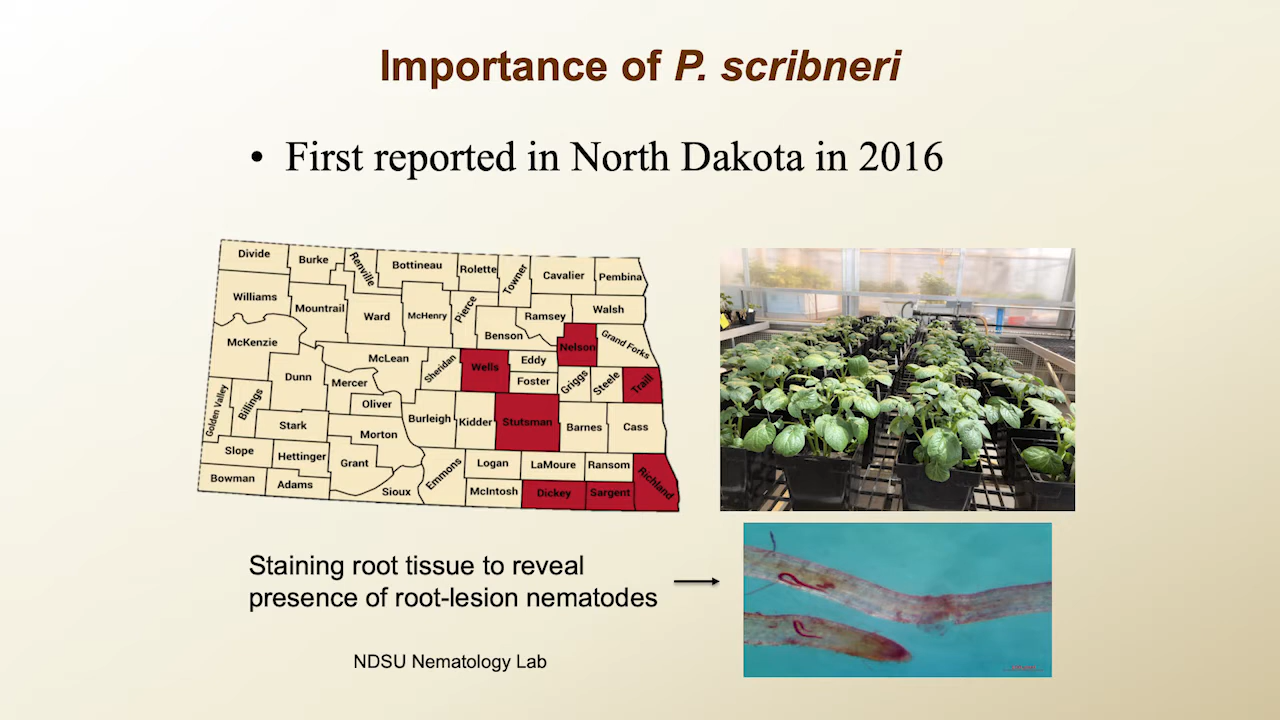 Importance of P. scribneri
• First reported in North Dakota in 2016
Divide
Burke
Renville
Bottineau
Rolette
Towner
Cavalier
Pembina
Williams
Mountrail
Ward
McHenry
Pierce
Ramsey
Walsh
Benson
McKenzie
McLean
Sheridan
Wells
Eddy
Nelson
Grand Forks
Dunn
Mercer
Foster
Griggs
Steele
Traill
Golden Valley
Billings
Oliver
Burleigh
Kidder
Stutsman
Barnes
Cass
Stark
Morton
Slope
Hettinger
Grant
Emmons
Logan
LaMoure
Ransom
Richland
Bowman
Adams
Sioux
McIntosh
Dickey
Sargent
Staining root tissue to reveal
presence of root-lesion nematodes
NDSU Nematology Lab